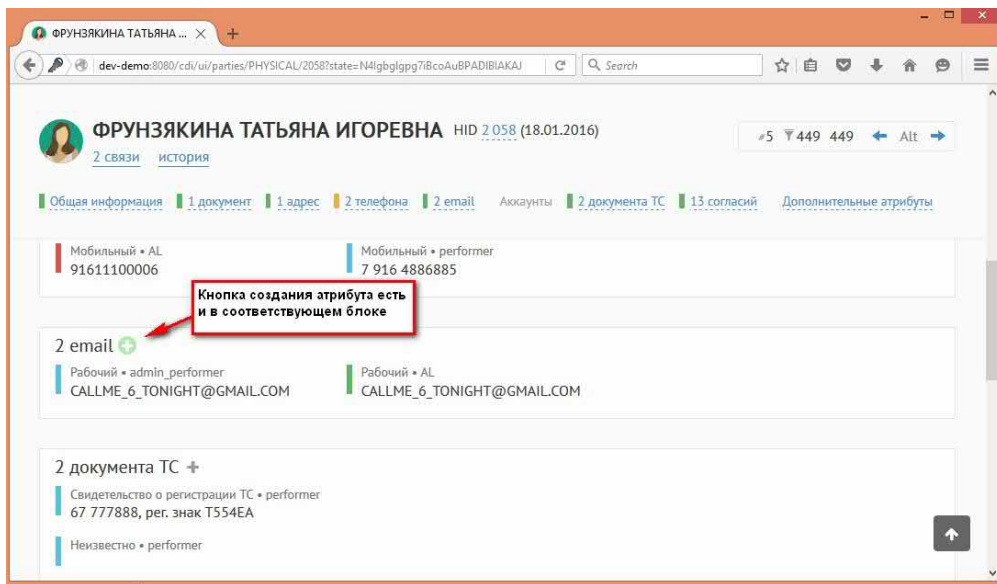 ФРУНЗЯКИНА ТАТЬЯНА ...
dev-demo:8080/cdi/ui/parties/PHYSICAL/2058?state=N4IgbgIgpg7iBcoAuBPADIBIAKAJ
Search
ФРУНЗЯКИНА ТАТЬЯНА ИГОРЕВНА HID 2 058 (18.01.2016)
5 449 449 Alt
2 связи история
Общая информация 1 документ 1 адрес 2 телефона 2 email Аккаунты 2 документа ТС 13 согласий Дополнительные атрибуты
Мобильный • AL Мобильный • performer
91611100006 7 916 4886885
Кнопка создания атрибута есть
и в соответствующем блоке
2 email
Рабочий • admin_performer Рабочий • AL
CALLME_6_TONIGHT@GMAIL.COM CALLME_6_TONIGHT@GMAIL.COM
2 документа ТС
Свидетельство о регистрации ТС • performer
67 777888, рег. знак Т554ЕА
Неизвестно • performer